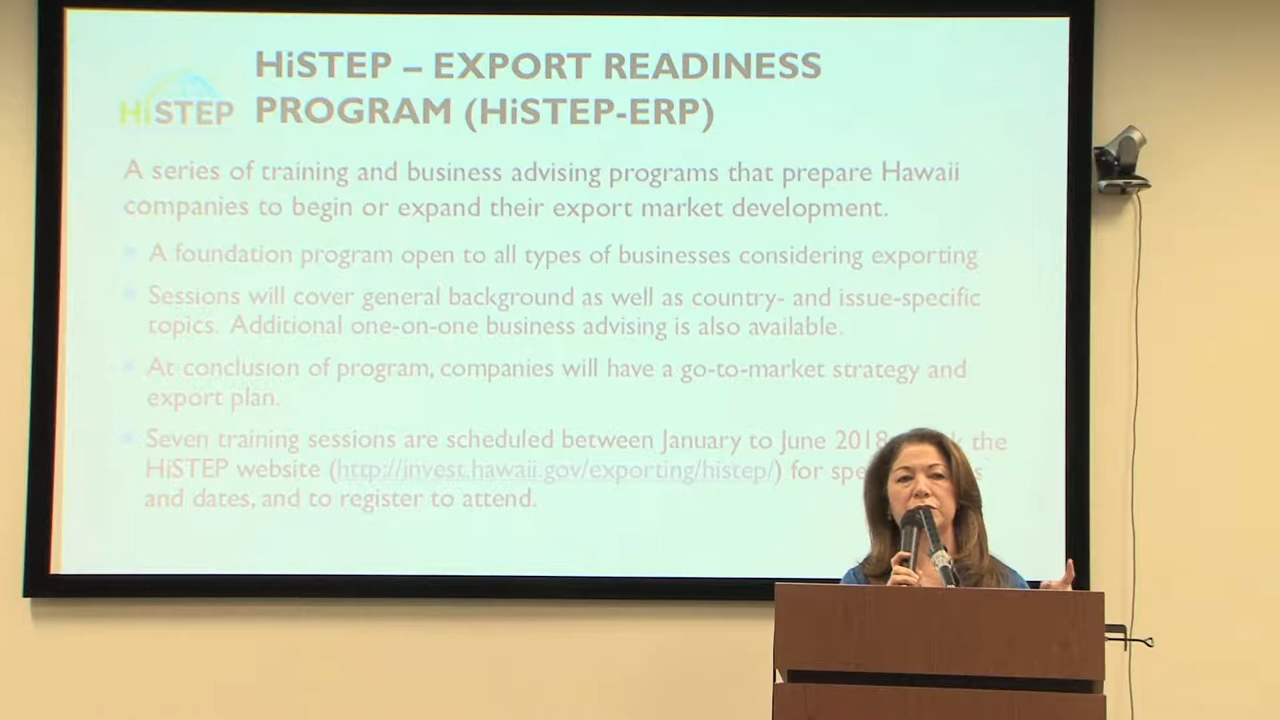 HiSTEP – EXPORT READINESS
HiSTEP PROGRAM (HiSTEP-ERP)
A series of training and business advising programs that prepare Hawaii
companies to begin or expand their export market development.
A foundation program open to all types of businesses considering exporting
Sessions will cover general background as well as country- and issue-specific
topics. Additional one-on-one business advising is also available.
At conclusion of program, companies will have a go-to-market strategy and
export plan.
Seven training sessions are scheduled between January to June 2018 the
HiSTEP website (http://invest.hawaii.gov/exporting/histep/) for
and dates, and to register to attend.